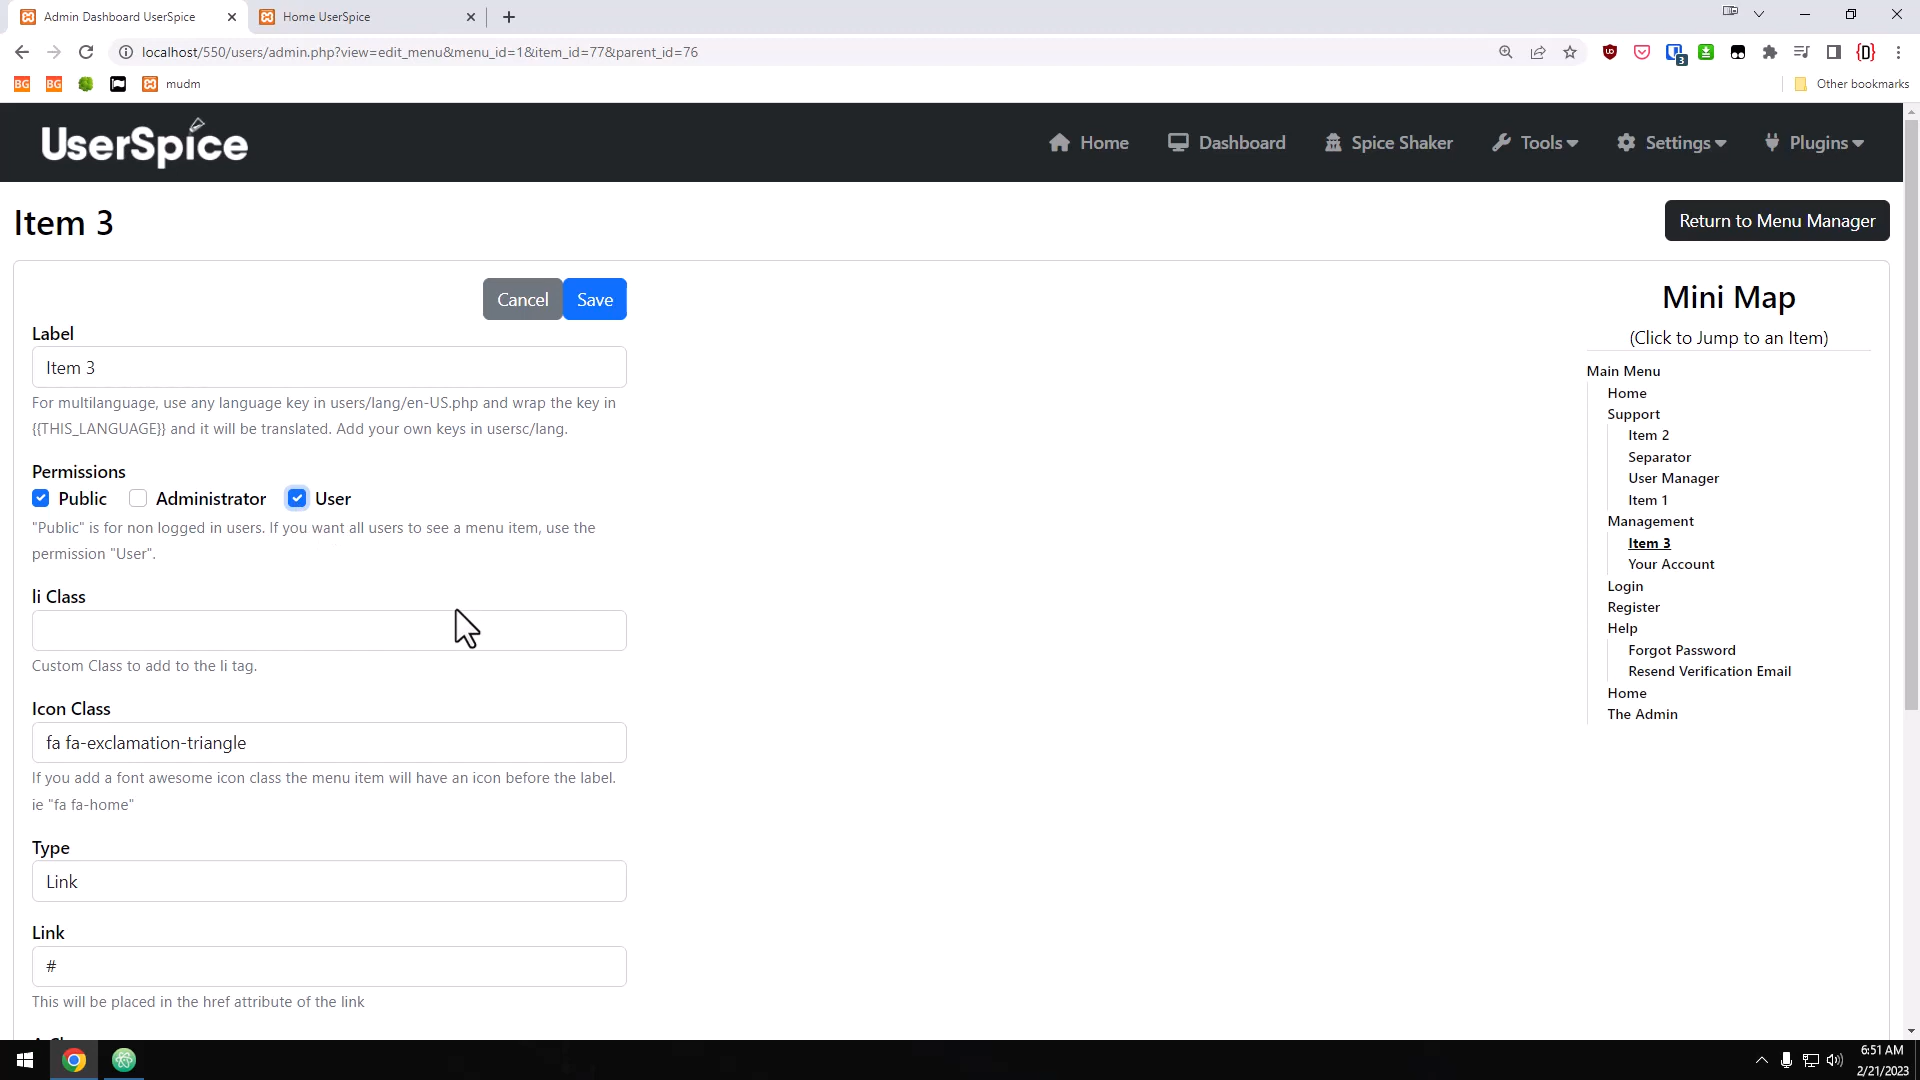 Admin Dashboard UserSpice
Home UserSpice
localhost/550/users/admin.php?view=edit_menu&menu_id=1&item_id=77&parent_id=76
3
BG
BG
mudm
Other bookmarks
UserSpice
Home
Dashboard
Spice Shaker
Tools
Settings
Plugins
Item 3
Return to Menu Manager
Cancel
Save
Mini Map
(Click to Jump to an Item)
Label
Item 3
For multilanguage, use any language key in users/lang/en-US.php and wrap the key in
{{THIS_LANGUAGE}} and it will be translated. Add your own keys in usersc/lang.
Permissions
Public
Administrator
User
"Public" is for non logged in users. If you want all users to see a menu item, use the
permission "User".
li Class
Custom Class to add to the li tag.
Icon Class
fa fa-exclamation-triangle
If you add a font awesome icon class the menu item will have an icon before the label.
ie "fa fa-home"
Type
Link
Link
#
This will be placed in the href attribute of the link
Main Menu
Home
Support
Item 2
Separator
User Manager
Item 1
Management
Item 3
Your Account
Login
Register
Help
Forgot Password
Resend Verification Email
Home
The Admin
6:51 AM
2/21/2023